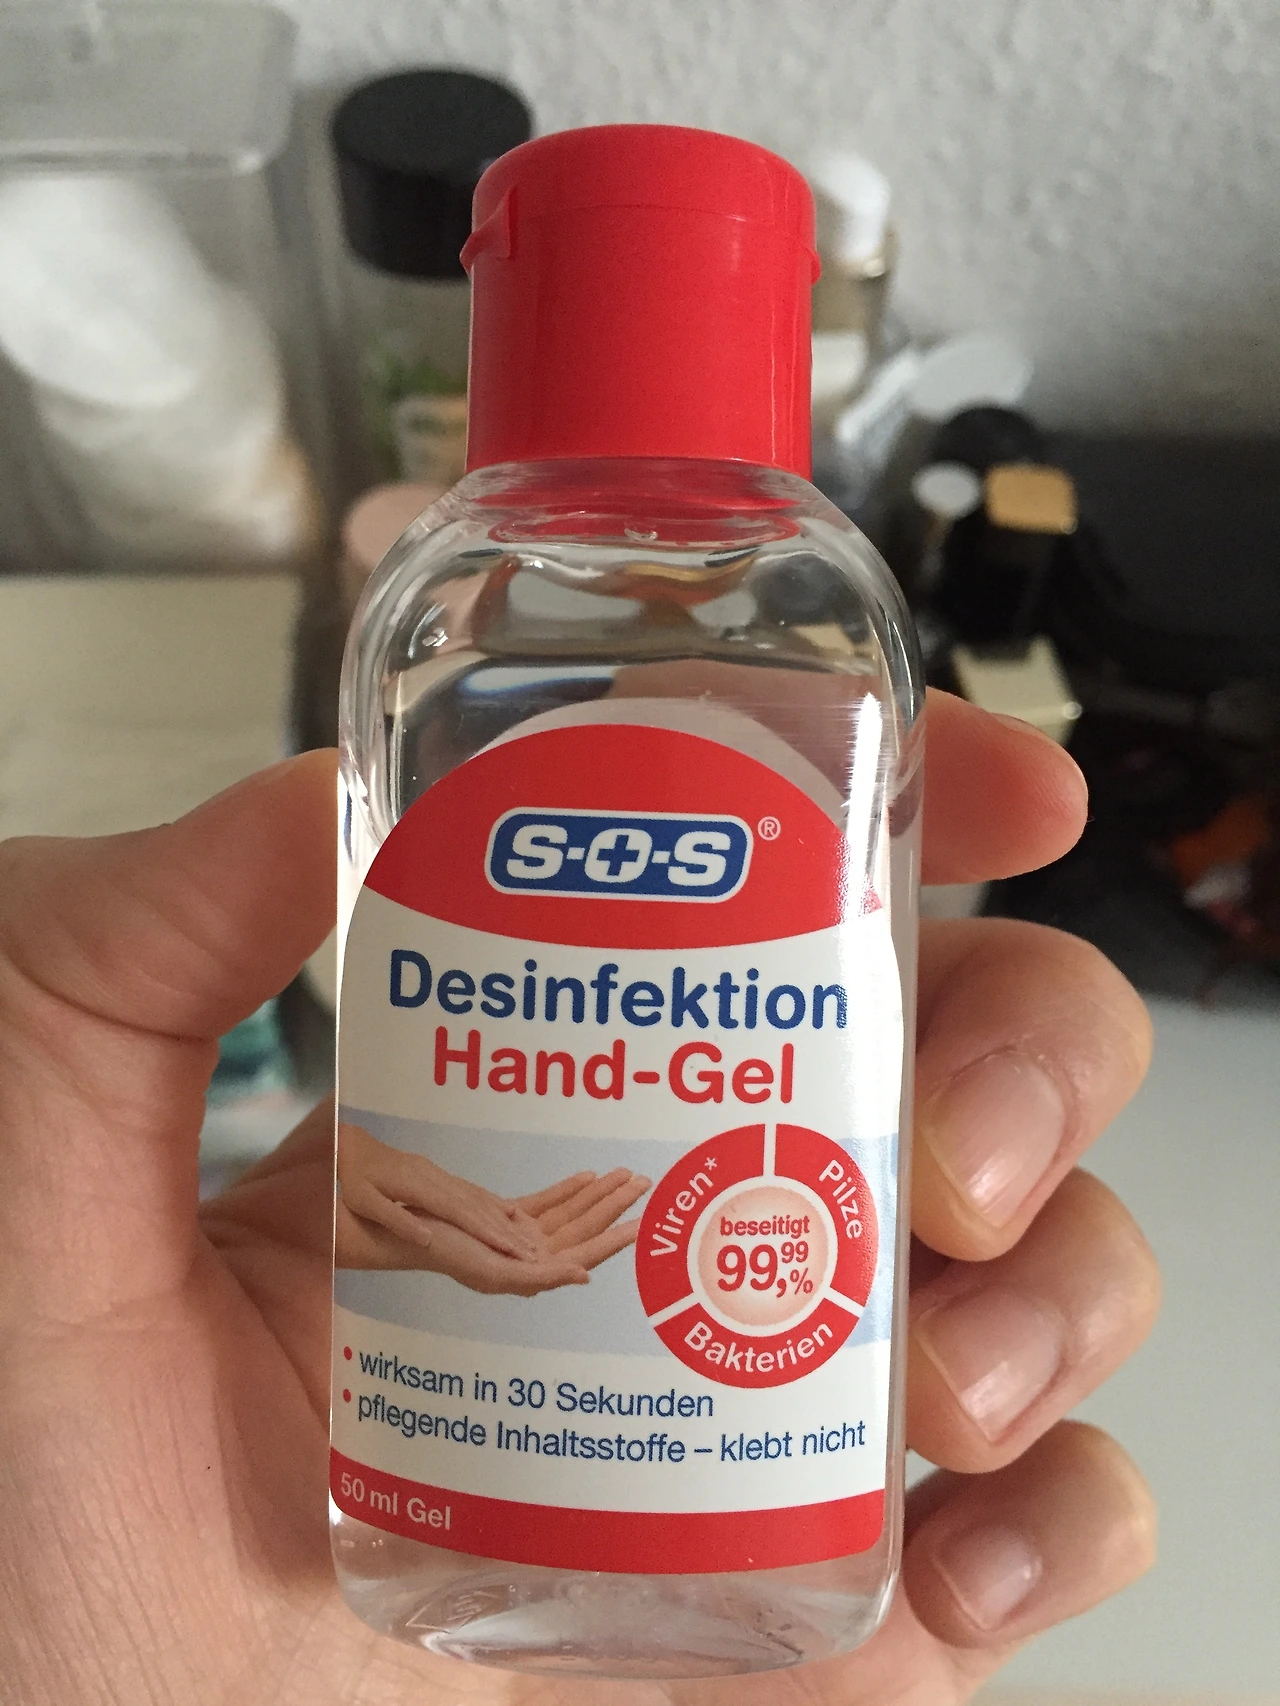 S+S®
Desinfektion
Hand-Gel
Viren*
Pilze
beseitigt
99,99%
Bakterien
• wirksam in 30 Sekunden
• pflegende Inhaltsstoffe – klebt nicht
50 ml Gel